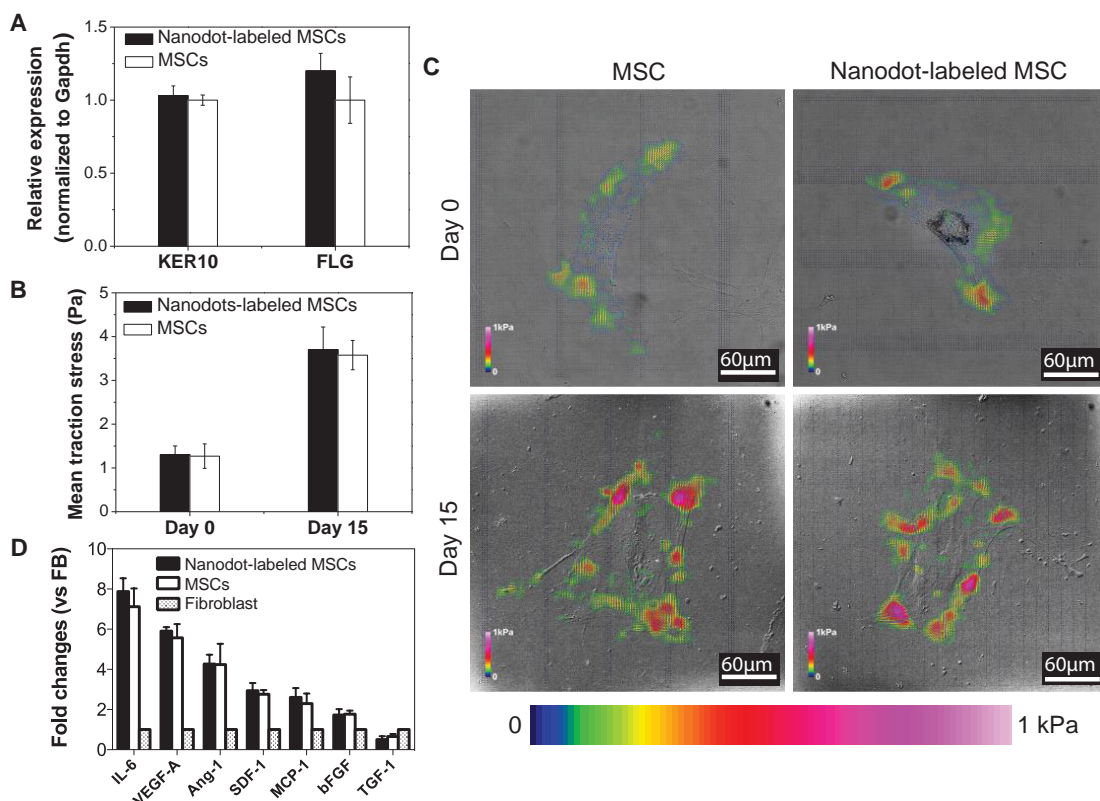 A
Relative expression
(normalized to Gapdh)
1.5
1.0
0.5
0.0
Nanodot-labeled MSCs
MSCs
KER10 FLG
B
Mean traction stress (Pa)
5
4
3
2
1
0
Nanodots-labeled MSCs
MSCs
Day 0 Day 15
C
MSC Nanodot-labeled MSC
Day 0
1kPa
0
60µm
1kPa
0
60µm
Day 15
1kPa
0
60µm
1kPa
0
60µm
0 1 kPa
D
Fold changes (vs FB)
10
8
6
4
2
0
Nanodot-labeled MSCs
MSCs
Fibroblast
IL-6 VEGF-A Ang-1 SDF-1 MCP-1 bFGF TGF-1